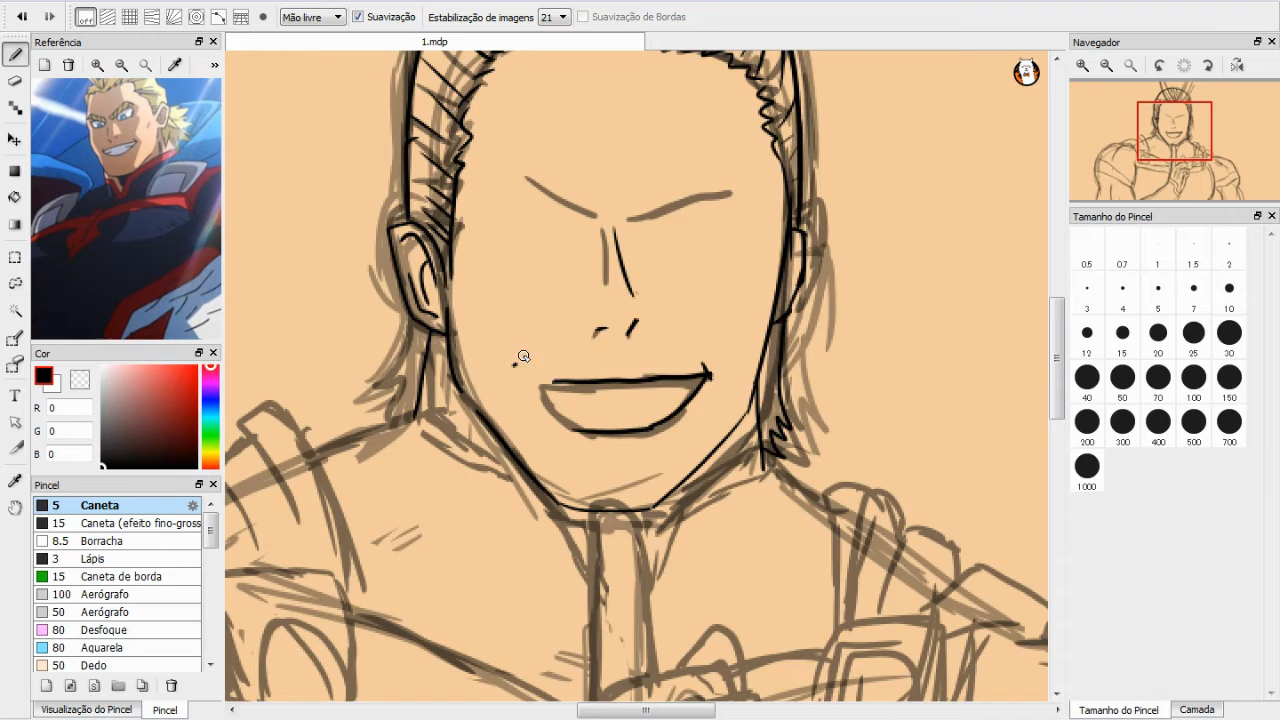 off
Mão livre
Suavização
Estabilização de imagens
21
Suavização de Bordas
Referência
1.mdp
Navegador
»
Tamanho do Pincel
0.5 0.7 1 1.5 2
3 4 5 7 10
12 15 20 25 30
40 50 70 100 150
200 300 400 500 700
1000
Cor
R 0
G 0
B 0
Pincel
5 Caneta
15 Caneta (efeito fino-gross
8.5 Borracha
3 Lápis
15 Caneta de borda
100 Aerógrafo
50 Aerógrafo
80 Desfoque
80 Aquarela
50 Dedo
Visualização do Pincel
Pincel
Tamanho do Pincel
Camada